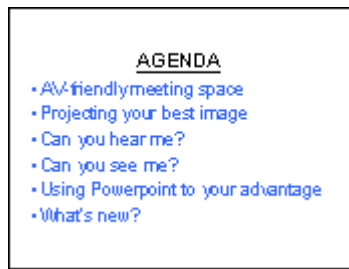 AGENDA
• AV-friendly meeting space
• Projecting your best image
• Can you hear me?
• Can you see me?
• Using Powerpoint to your advantage
• What's new?